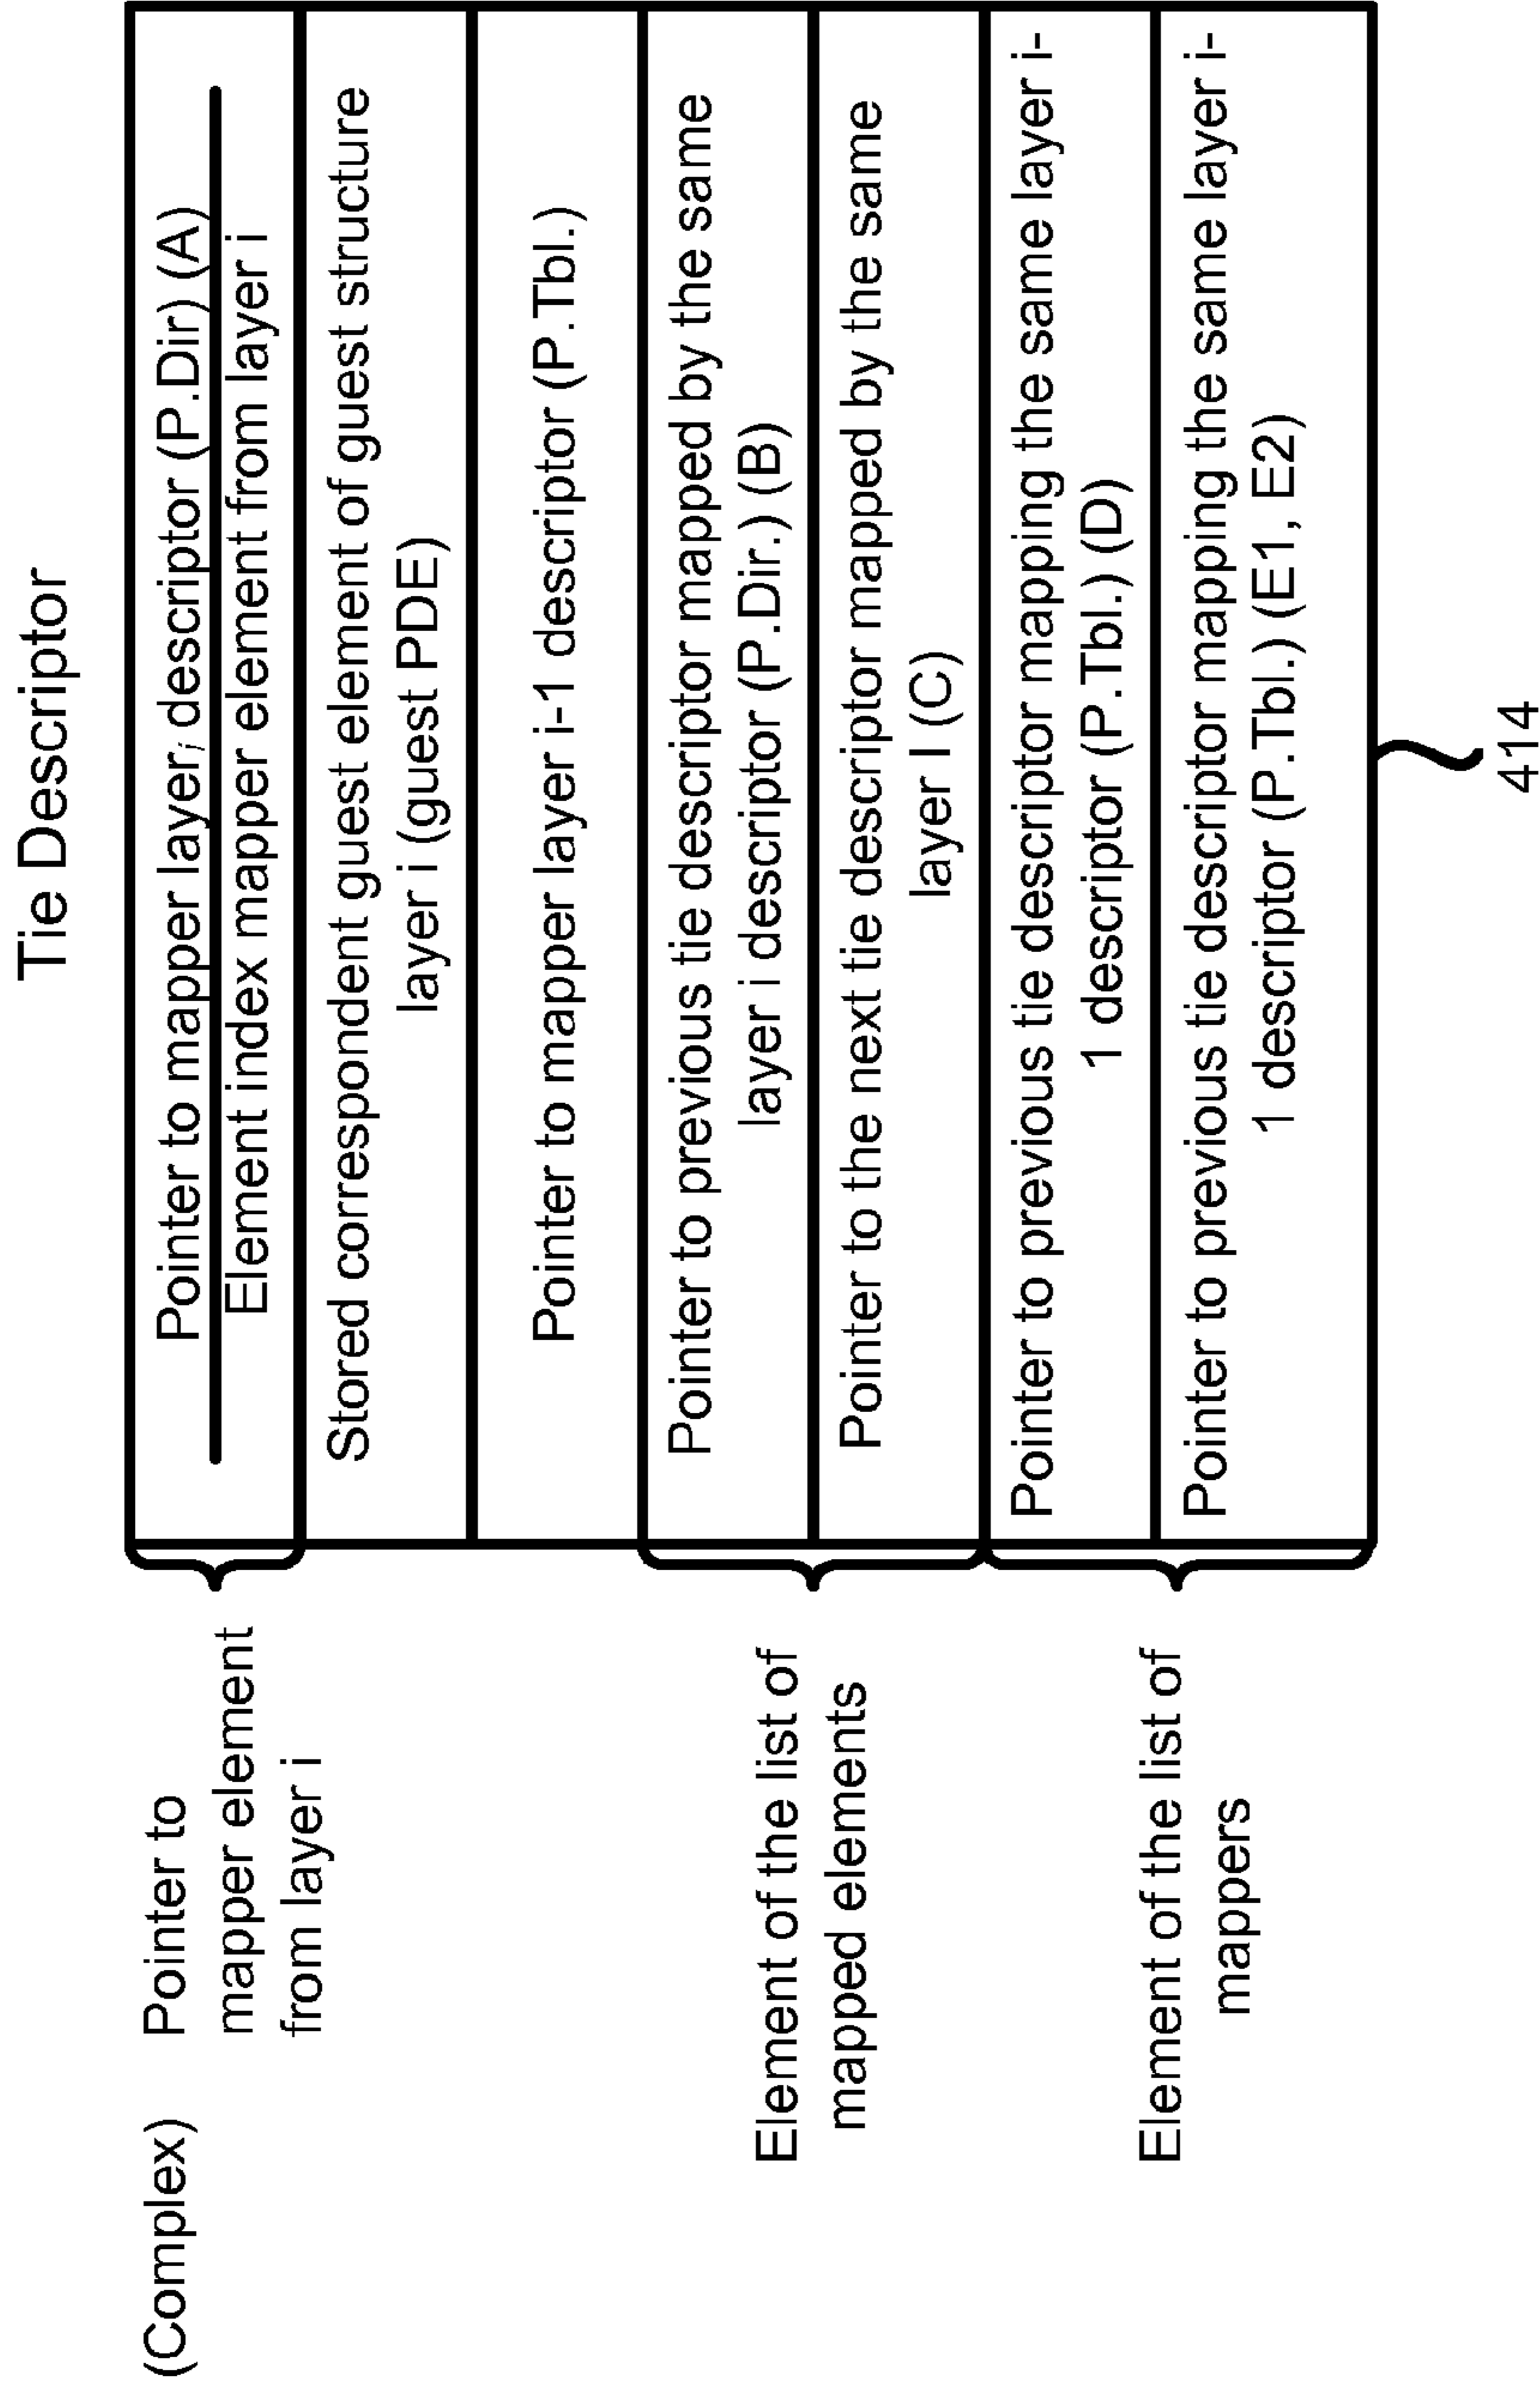 Tie Descriptor
(Complex)
Pointer to
mapper element
from layer i
Pointer to mapper layer i descriptor (P.Dir) (A)
Element index mapper element from layer i
Stored correspondent guest element of guest structure
layer i (guest PDE)
Pointer to mapper layer i-1 descriptor (P.Tbl.)
Element of the list of
mapped elements
Pointer to previous tie descriptor mapped by the same
layer i descriptor (P.Dir.) (B)
Pointer to the next tie descriptor mapped by the same
layer I (C)
Element of the list of
mappers
Pointer to previous tie descriptor mapping the same layer i-
1 descriptor (P.Tbl.) (D)
Pointer to previous tie descriptor mapping the same layer i-
1 descriptor (P.Tbl.) (E1, E2)
414